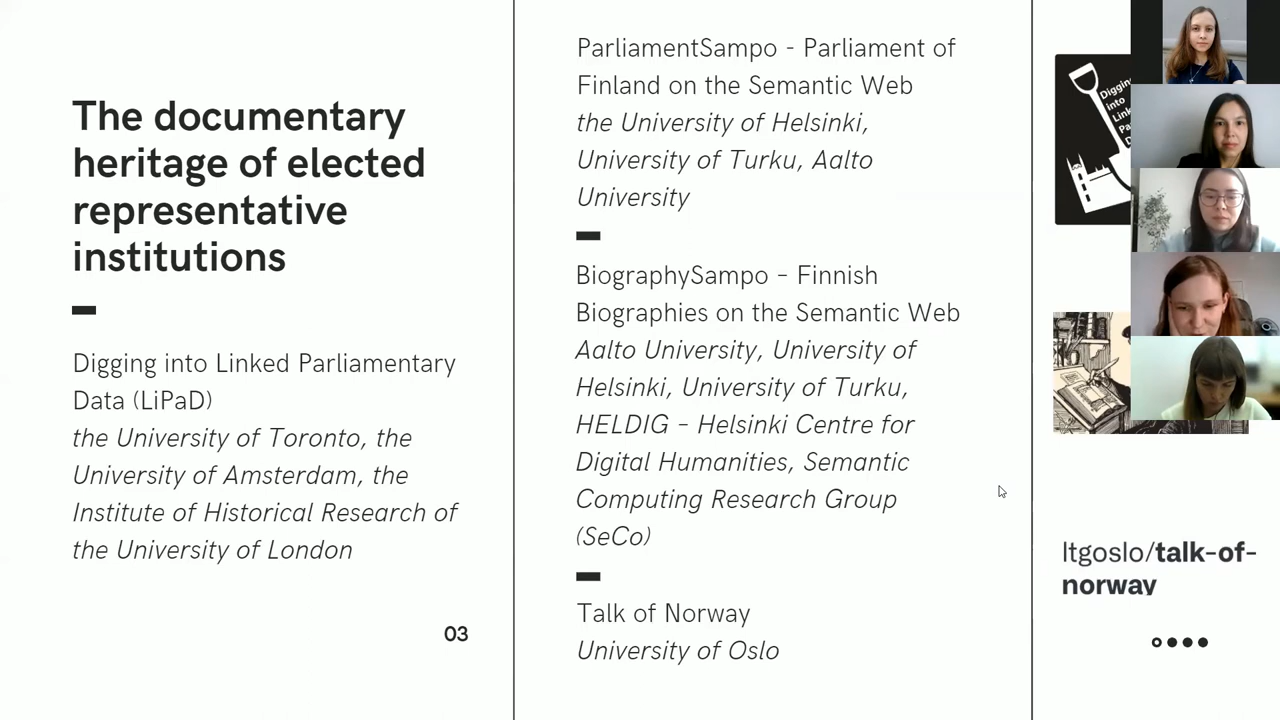 The documentary
heritage of elected
representative
institutions
Digging into Linked Parliamentary
Data (LiPaD)
the University of Toronto, the
University of Amsterdam, the
Institute of Historical Research of
the University of London
03
ParliamentSampo - Parliament of
Finland on the Semantic Web
the University of Helsinki,
University of Turku, Aalto
University
BiographySampo – Finnish
Biographies on the Semantic Web
Aalto University, University of
Helsinki, University of Turku,
HELDIG – Helsinki Centre for
Digital Humanities, Semantic
Computing Research Group
(SeCo)
Talk of Norway
University of Oslo
into
ltgoslo/talk-of-
norway